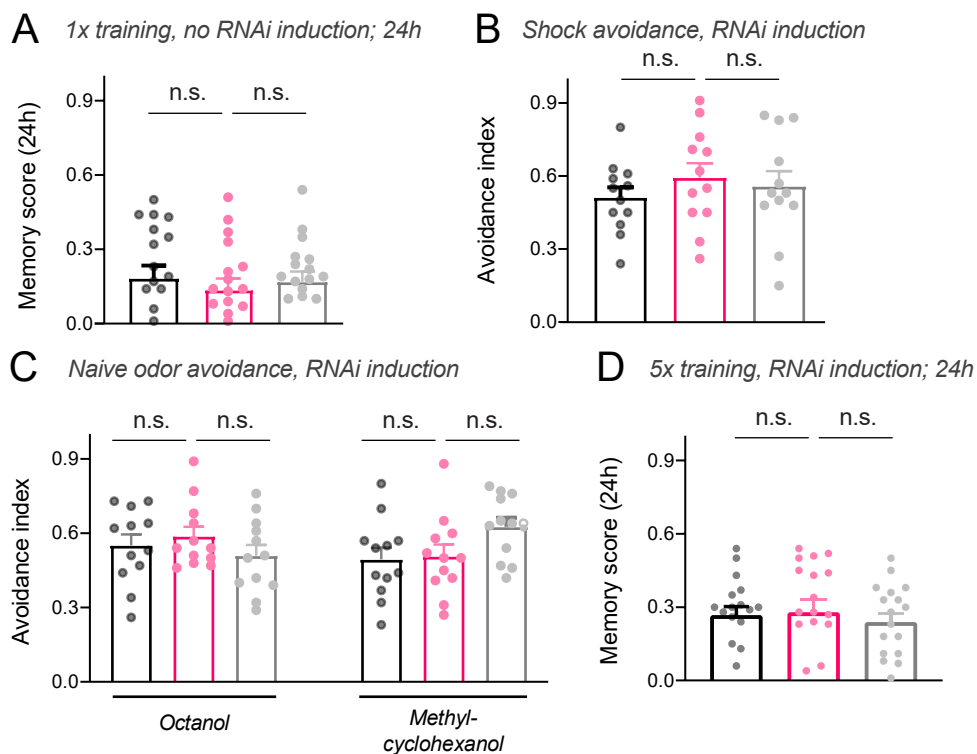 A 1x training, no RNAi induction; 24h
n.s. n.s.
Memory score (24h)
0.9
0.6
0.3
0.0
B Shock avoidance, RNAi induction
n.s. n.s.
Avoidance index
0.9
0.6
0.3
0.0
C Naive odor avoidance, RNAi induction
n.s. n.s. n.s. n.s.
Avoidance index
0.9
0.6
0.3
0.0
Octanol
Methyl-
cyclohexanol
D 5x training, RNAi induction; 24h
n.s. n.s.
Memory score (24h)
0.9
0.6
0.3
0.0